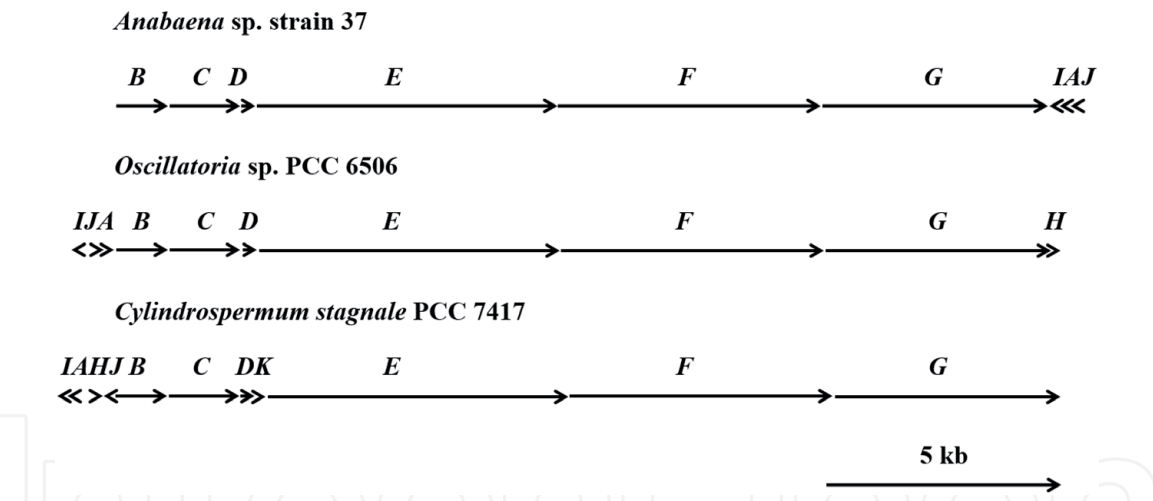 Anabaena sp. strain 37
B C D E F G IAJ
Oscillatoria sp. PCC 6506
IJA B C D E F G H
Cylindrospermum stagnale PCC 7417
IAHJ B C DK E F G
5 kb